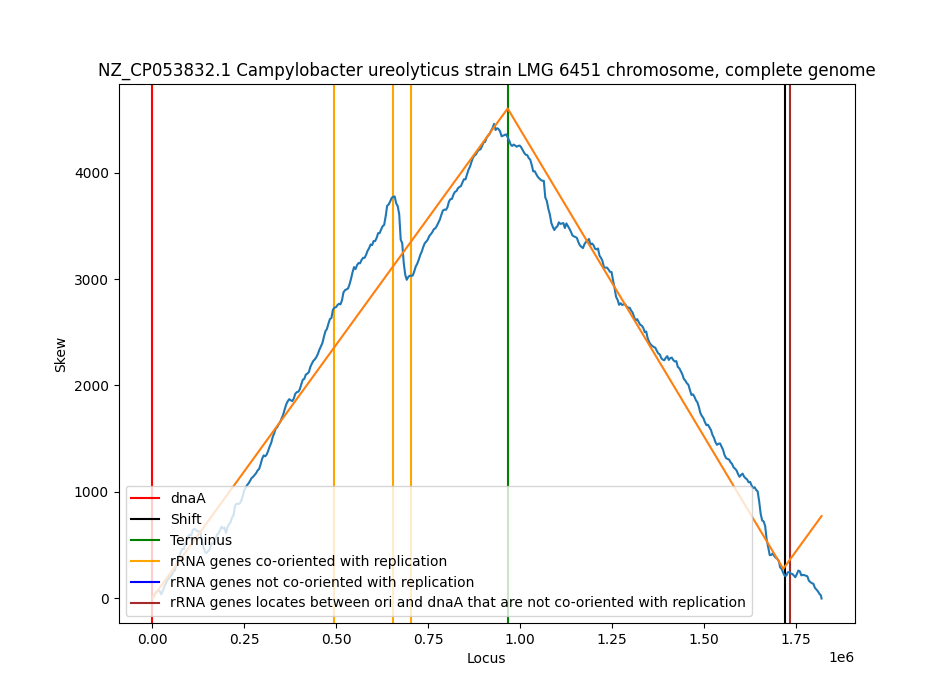 NZ_CP053832.1 Campylobacter ureolyticus strain LMG 6451 chromosome, complete genome
Skew
4000
3000
2000
1000
0
dnaA
Shift
Terminus
rRNA genes co-oriented with replication
rRNA genes not co-oriented with replication
rRNA genes locates between ori and dnaA that are not co-oriented with replication
0.00 0.25 0.50 0.75 1.00 1.25 1.50 1.75
1e6
Locus